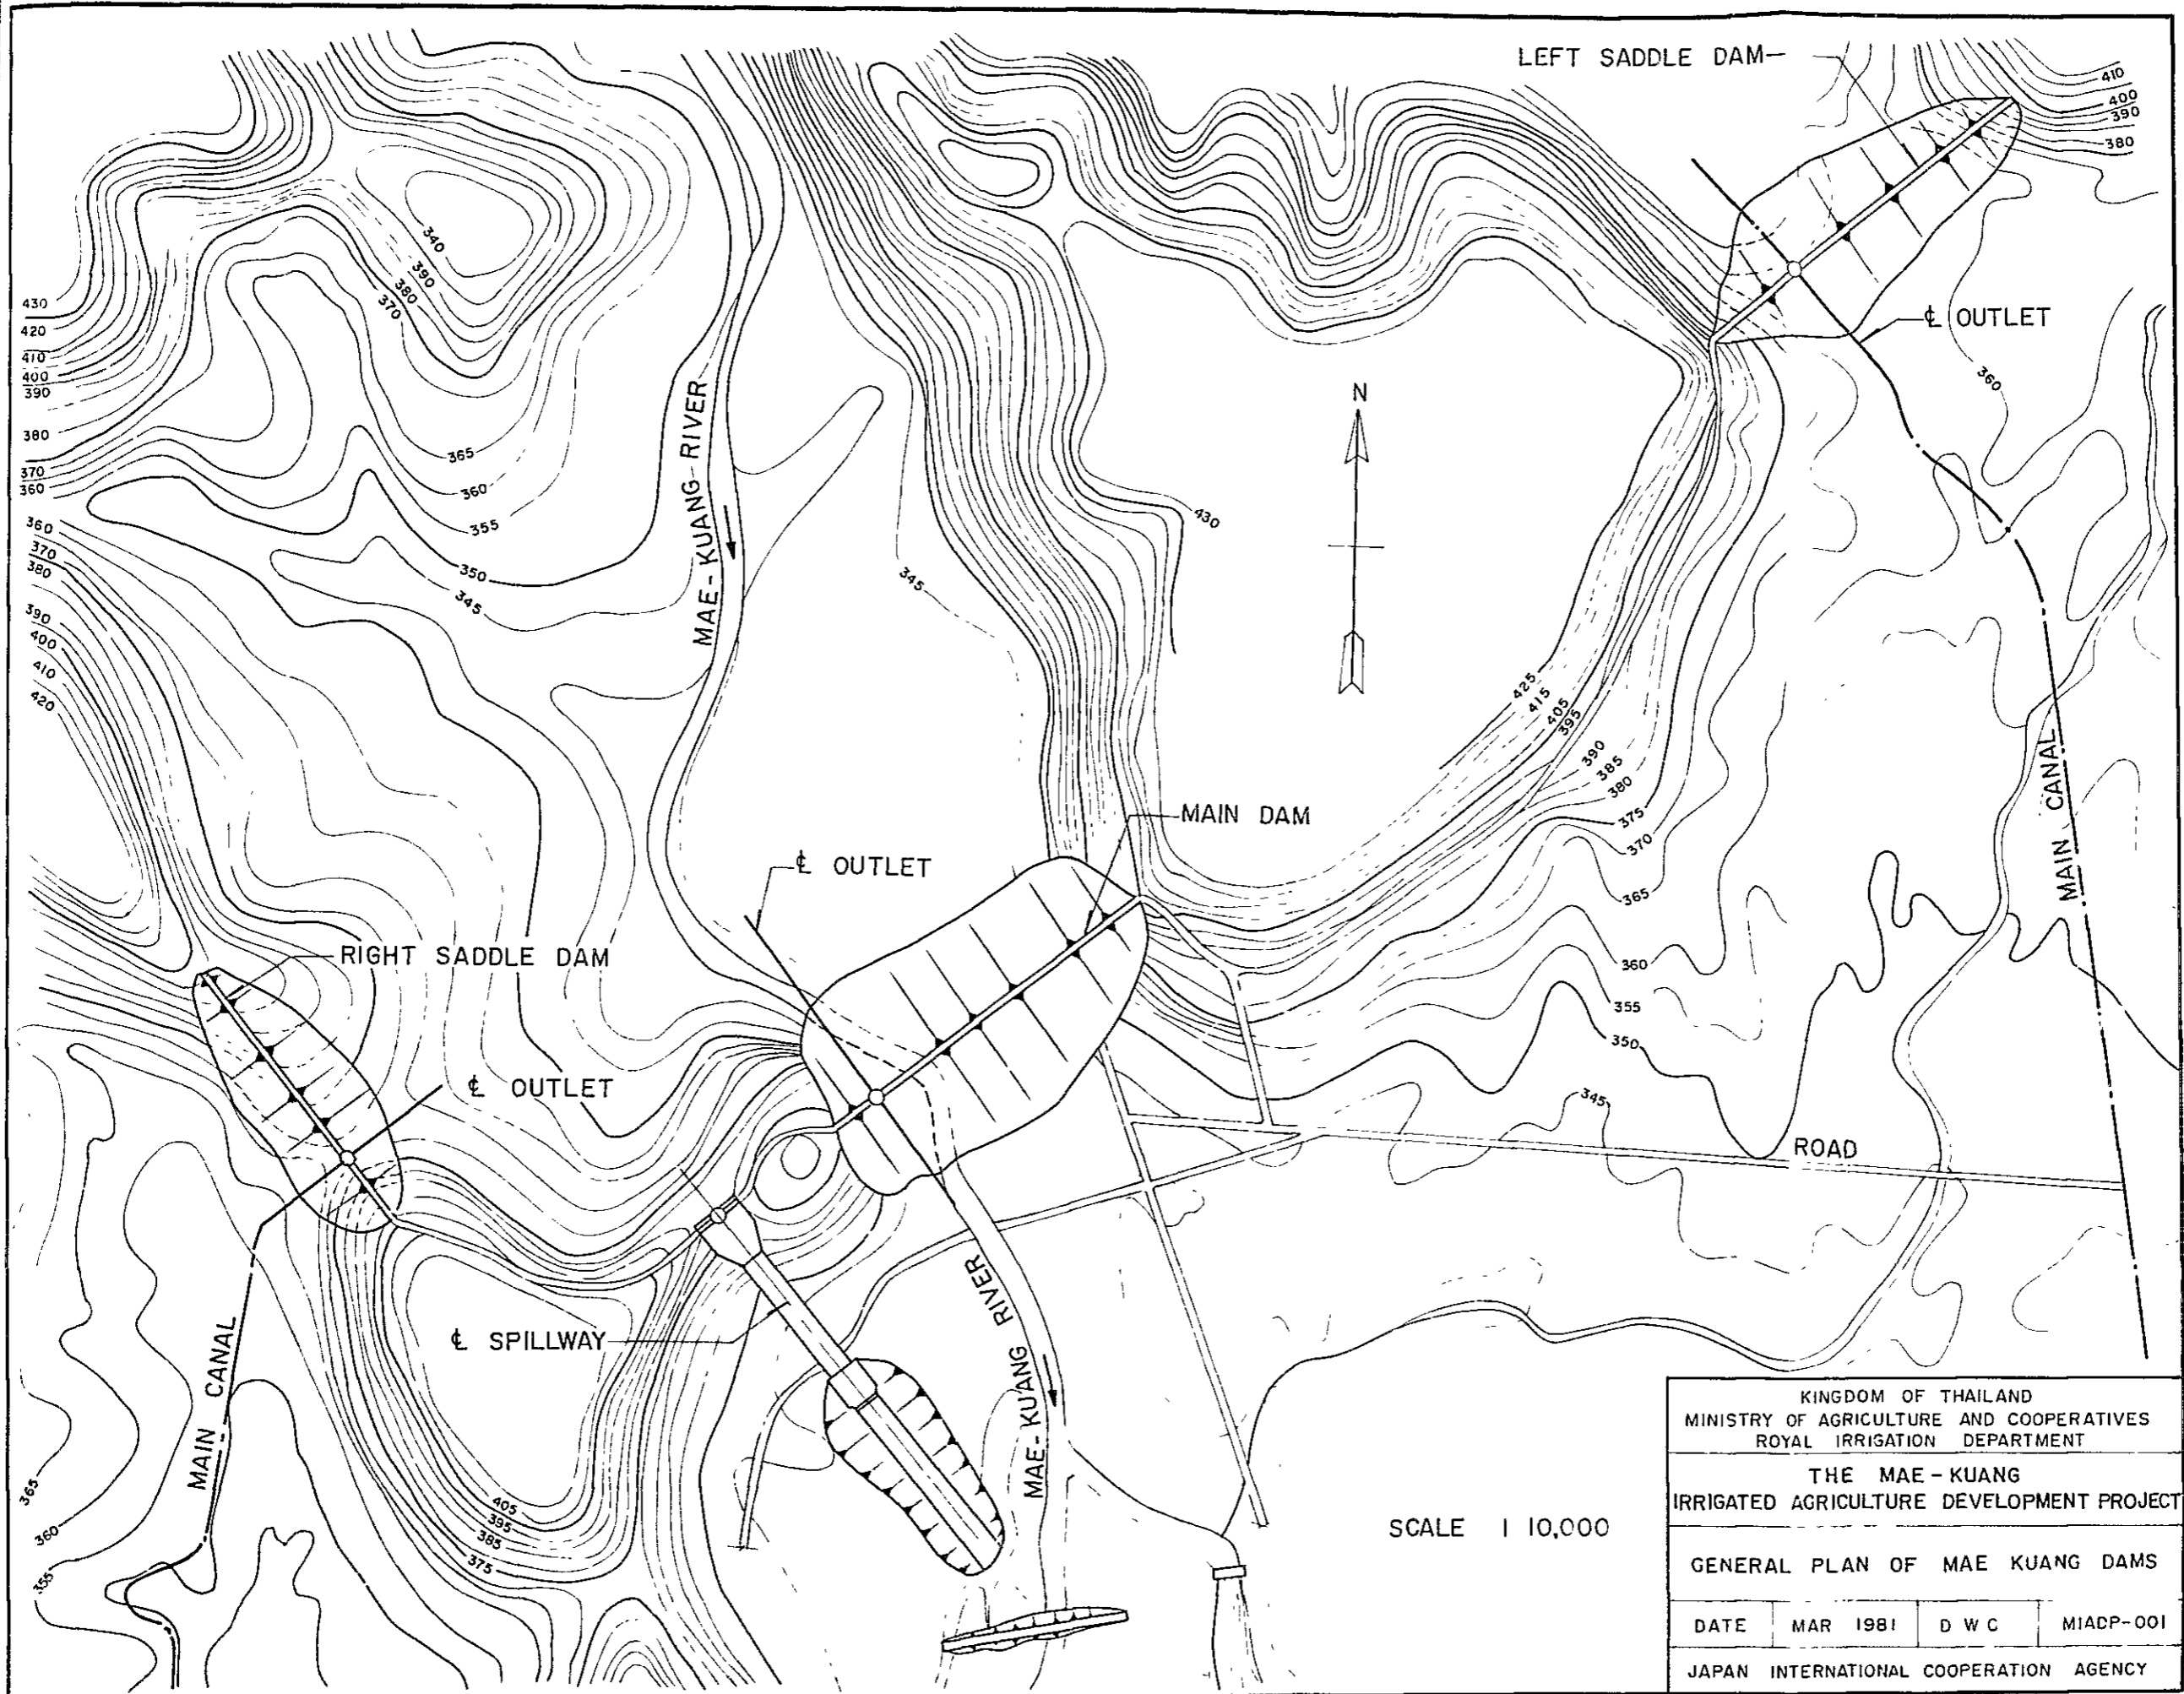 LEFT SADDLE DAM
410
400
390
380
℄ OUTLET
360
340
390
380
370
430
420
410
400
390
380
370
360
365
360
355
350
345
MAE-KUANG RIVER
345
430
N
360
370
380
390
400
410
420
425
415
405
395
390
385
380
375
370
365
360
355
350
345
MAIN CANAL
MAIN DAM
℄ OUTLET
RIGHT SADDLE DAM
℄ OUTLET
ROAD
MAE-KUANG RIVER
℄ SPILLWAY
MAIN CANAL
365
360
355
405
395
385
375
SCALE 1 10,000
KINGDOM OF THAILAND
MINISTRY OF AGRICULTURE AND COOPERATIVES
ROYAL IRRIGATION DEPARTMENT
THE MAE-KUANG
IRRIGATED AGRICULTURE DEVELOPMENT PROJECT
GENERAL PLAN OF MAE KUANG DAMS
DATE MAR 1981 D W C MIADP-001
JAPAN INTERNATIONAL COOPERATION AGENCY